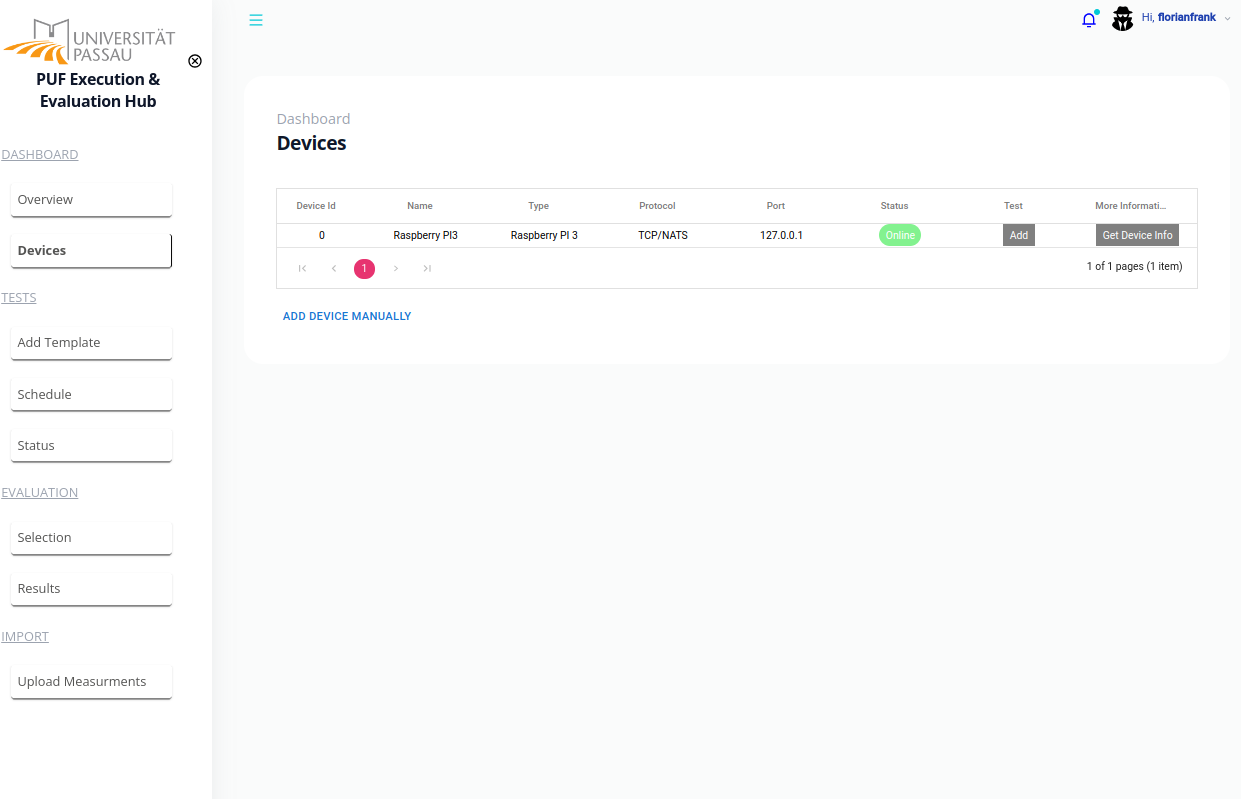 UNIVERSITÄT
PASSAU
PUF Execution &
Evaluation Hub
DASHBOARD
Overview
Devices
TESTS
Add Template
Schedule
Status
EVALUATION
Selection
Results
IMPORT
Upload Measurments
Hi, florianfrank
Dashboard
Devices
Device Id Name Type Protocol Port Status Test More Informati...
0 Raspberry PI3 Raspberry PI 3 TCP/NATS 127.0.0.1 Online Add Get Device Info
1 1 of 1 pages (1 item)
ADD DEVICE MANUALLY